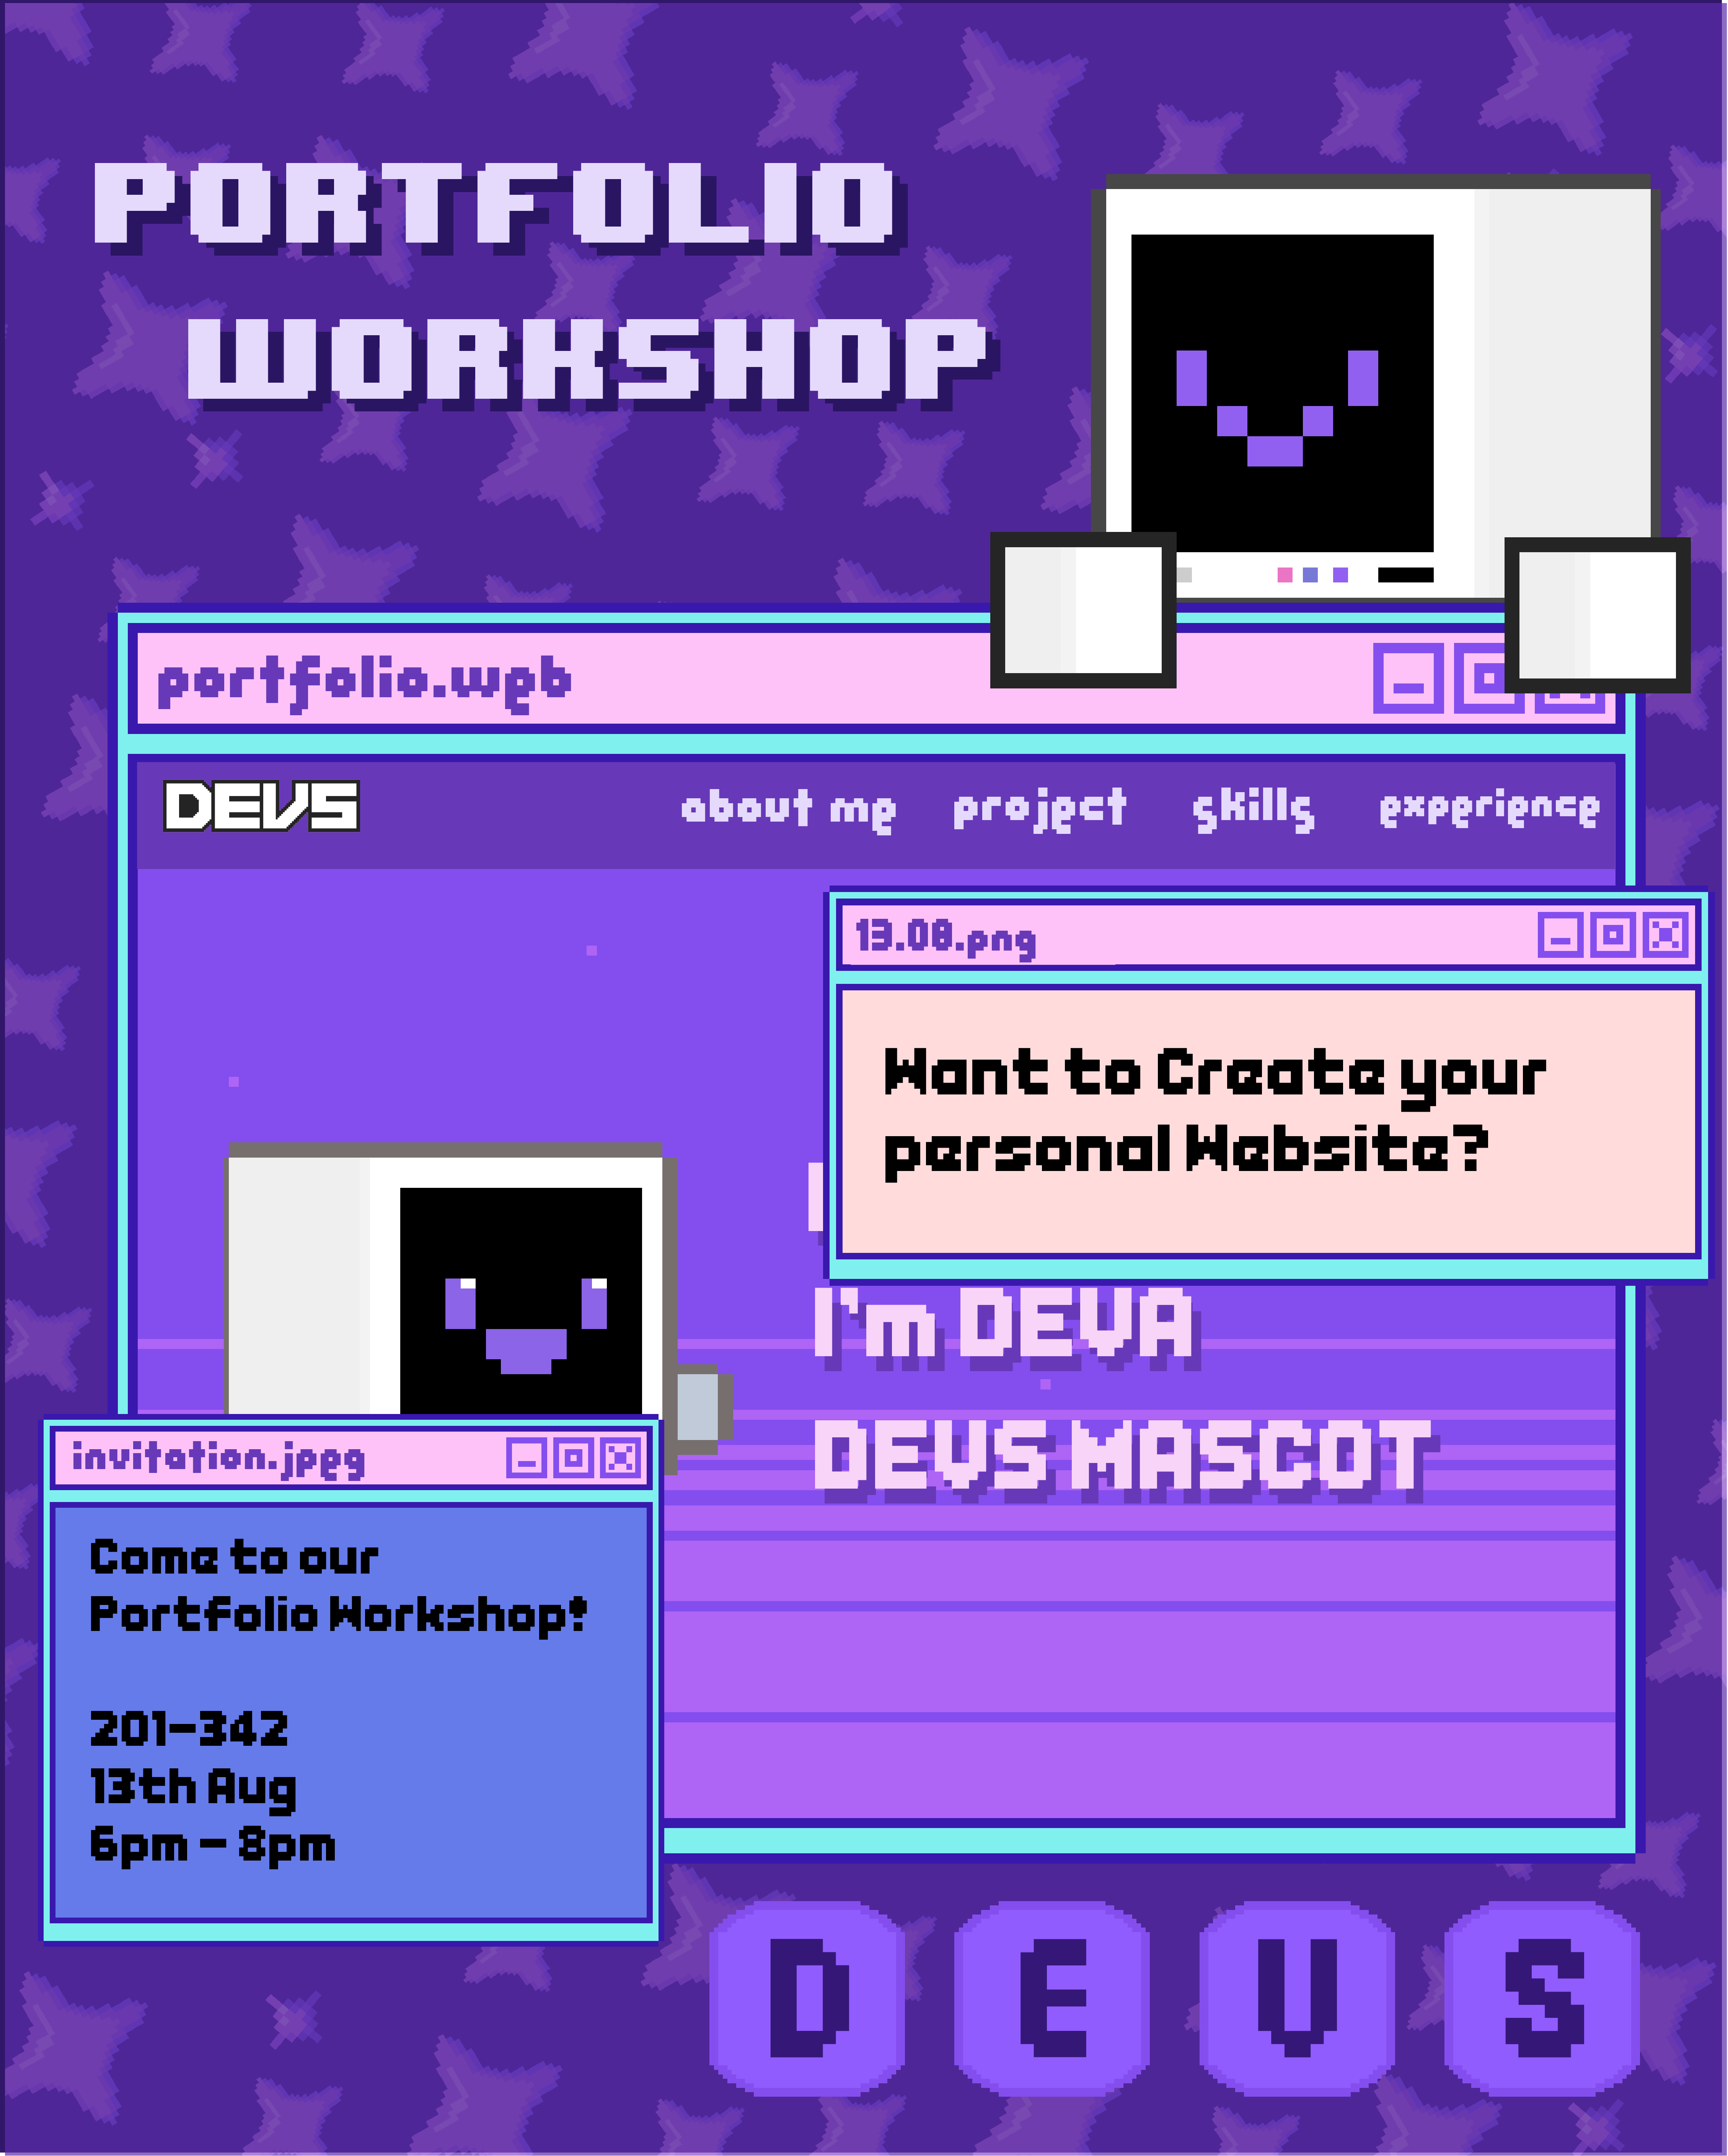 PORTFOLIO
WORKSHOP
portfolio.web
DEVS
about me project skills experience
13.08.png
Want to Create your
personal Website?
I'm DEVA
DEVS MASCOT
invitation.jpeg
Come to our
Portfolio Workshop!
201-342
13th Aug
6pm - 8pm
D E V S